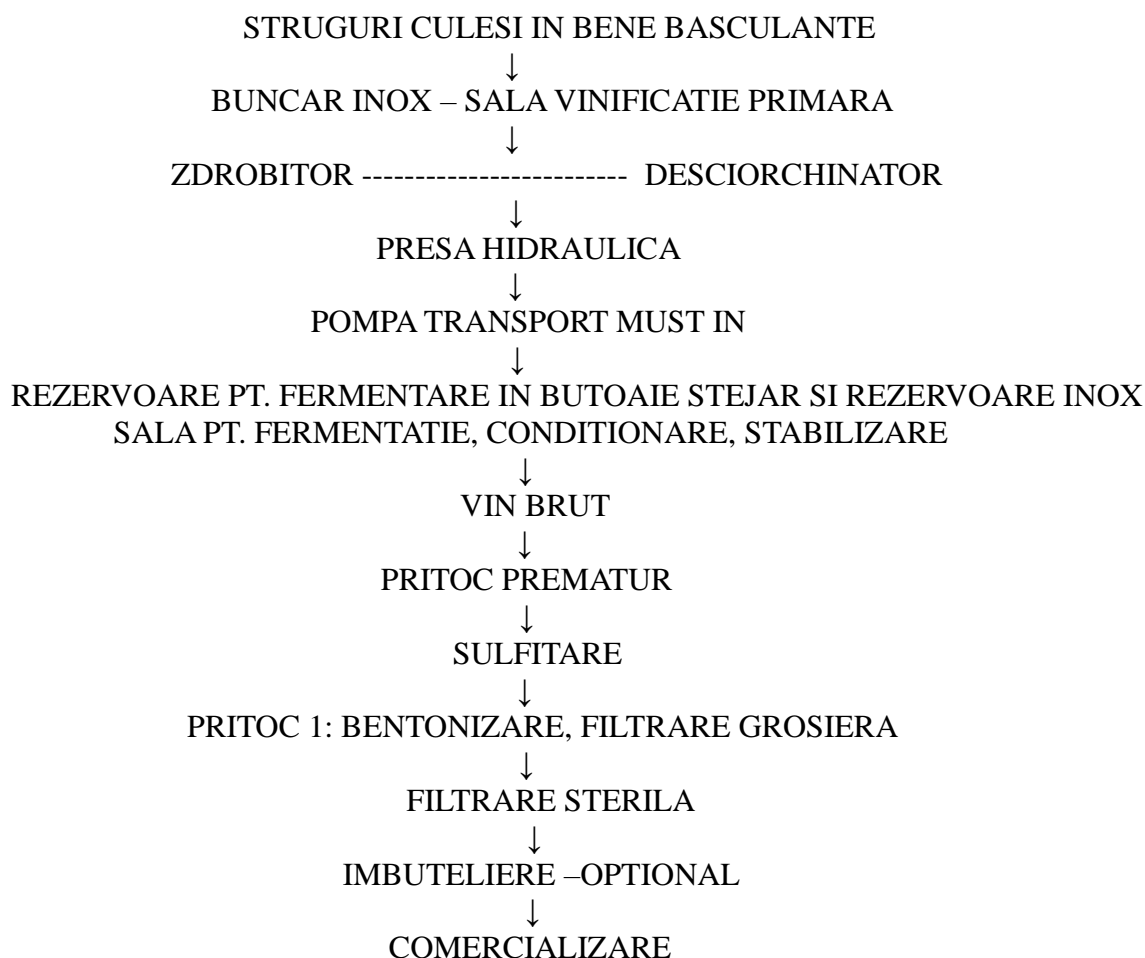 STRUGURI CULESI IN BENE BASCULANTE
↓
BUNCAR INOX – SALA VINIFICATIE PRIMARA
↓
ZDROBITOR ------------------------- DESCIORCHINATOR
↓
PRESA HIDRAULICA
↓
POMPA TRANSPORT MUST IN
↓
REZERVOARE PT. FERMENTARE IN BUTOAIE STEJAR SI REZERVOARE INOX
SALA PT. FERMENTATIE, CONDITIONARE, STABILIZARE
↓
VIN BRUT
↓
PRITOC PREMATUR
↓
SULFITARE
↓
PRITOC 1: BENTONIZARE, FILTRARE GROSIERA
↓
FILTRARE STERILA
↓
IMBUTELIERE –OPTIONAL
↓
COMERCIALIZARE